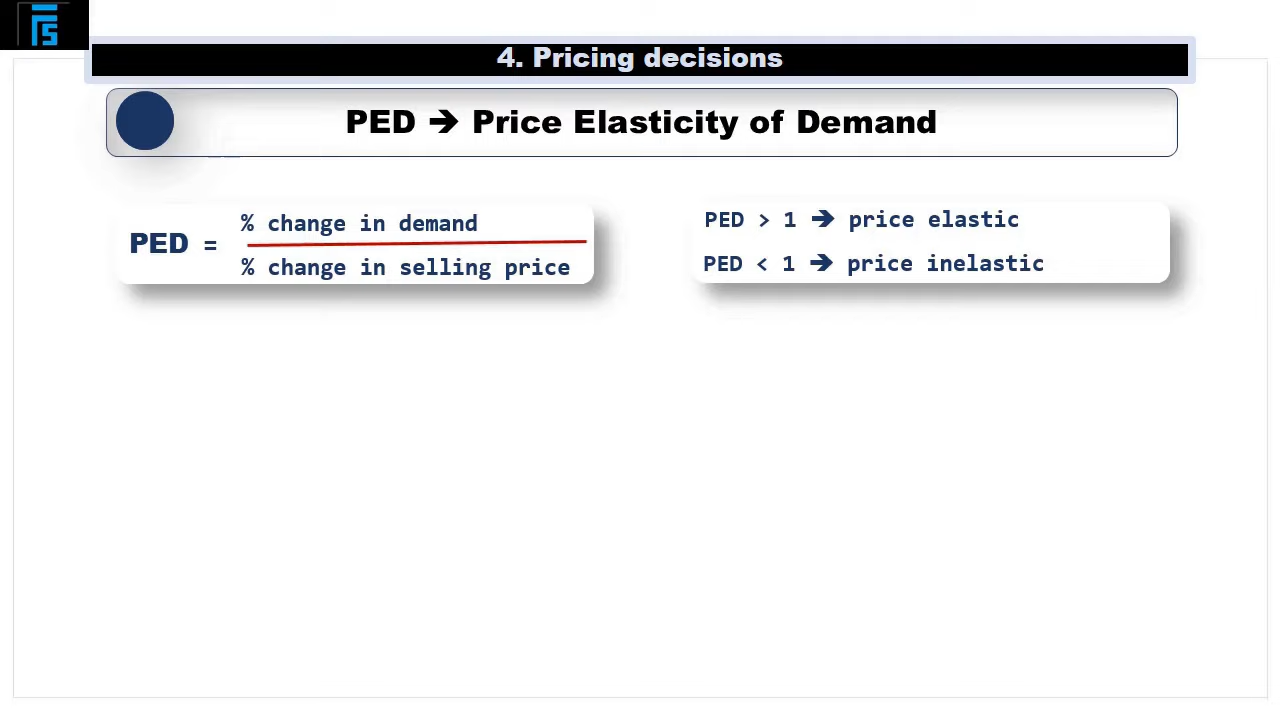 4. Pricing decisions
PED ➔ Price Elasticity of Demand
PED =
% change in demand
% change in selling price
PED > 1 ➔ price elastic
PED < 1 ➔ price inelastic